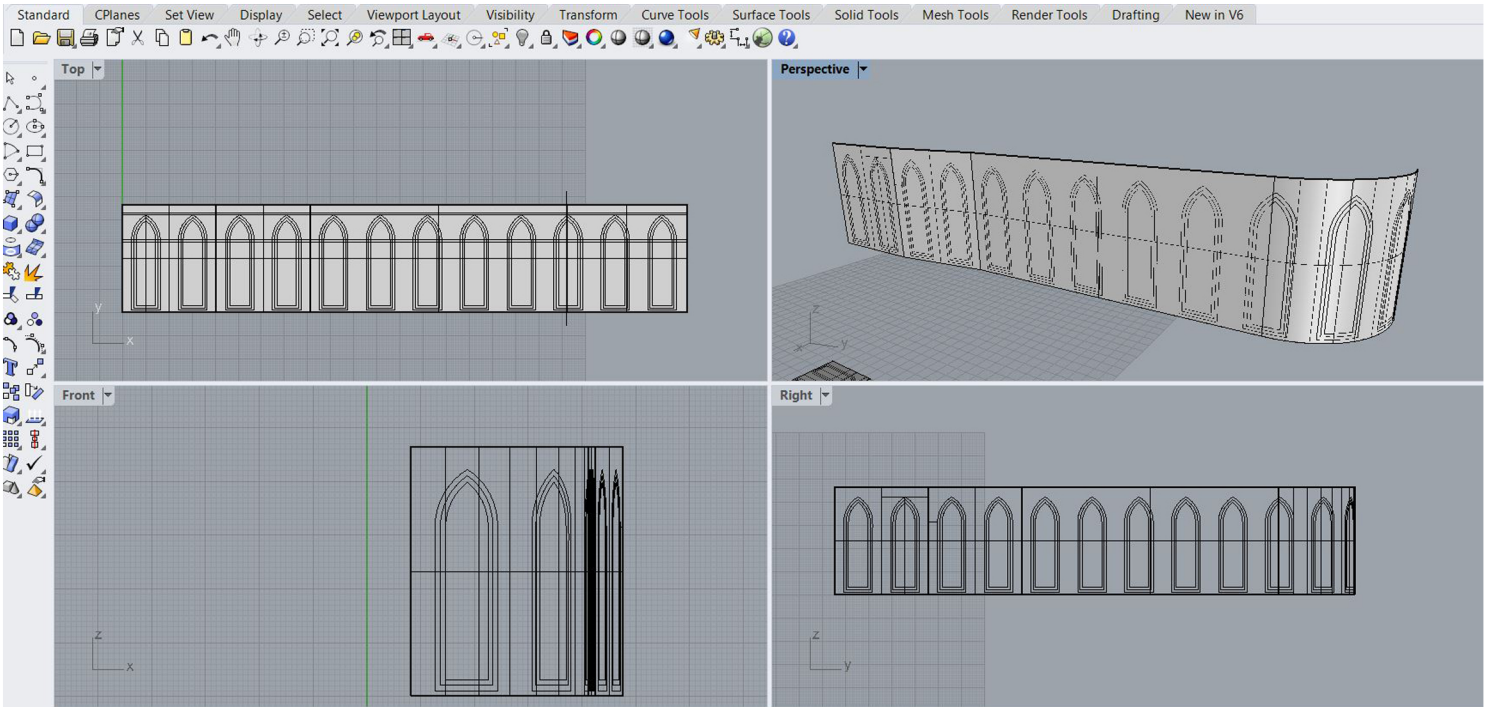 Standard CPlanes Set View Display Select Viewport Layout Visibility Transform Curve Tools Surface Tools Solid Tools Mesh Tools Render Tools Drafting New in V6
Top
Perspective
y
x
z
x
y
Front
Right
z
x
z
y